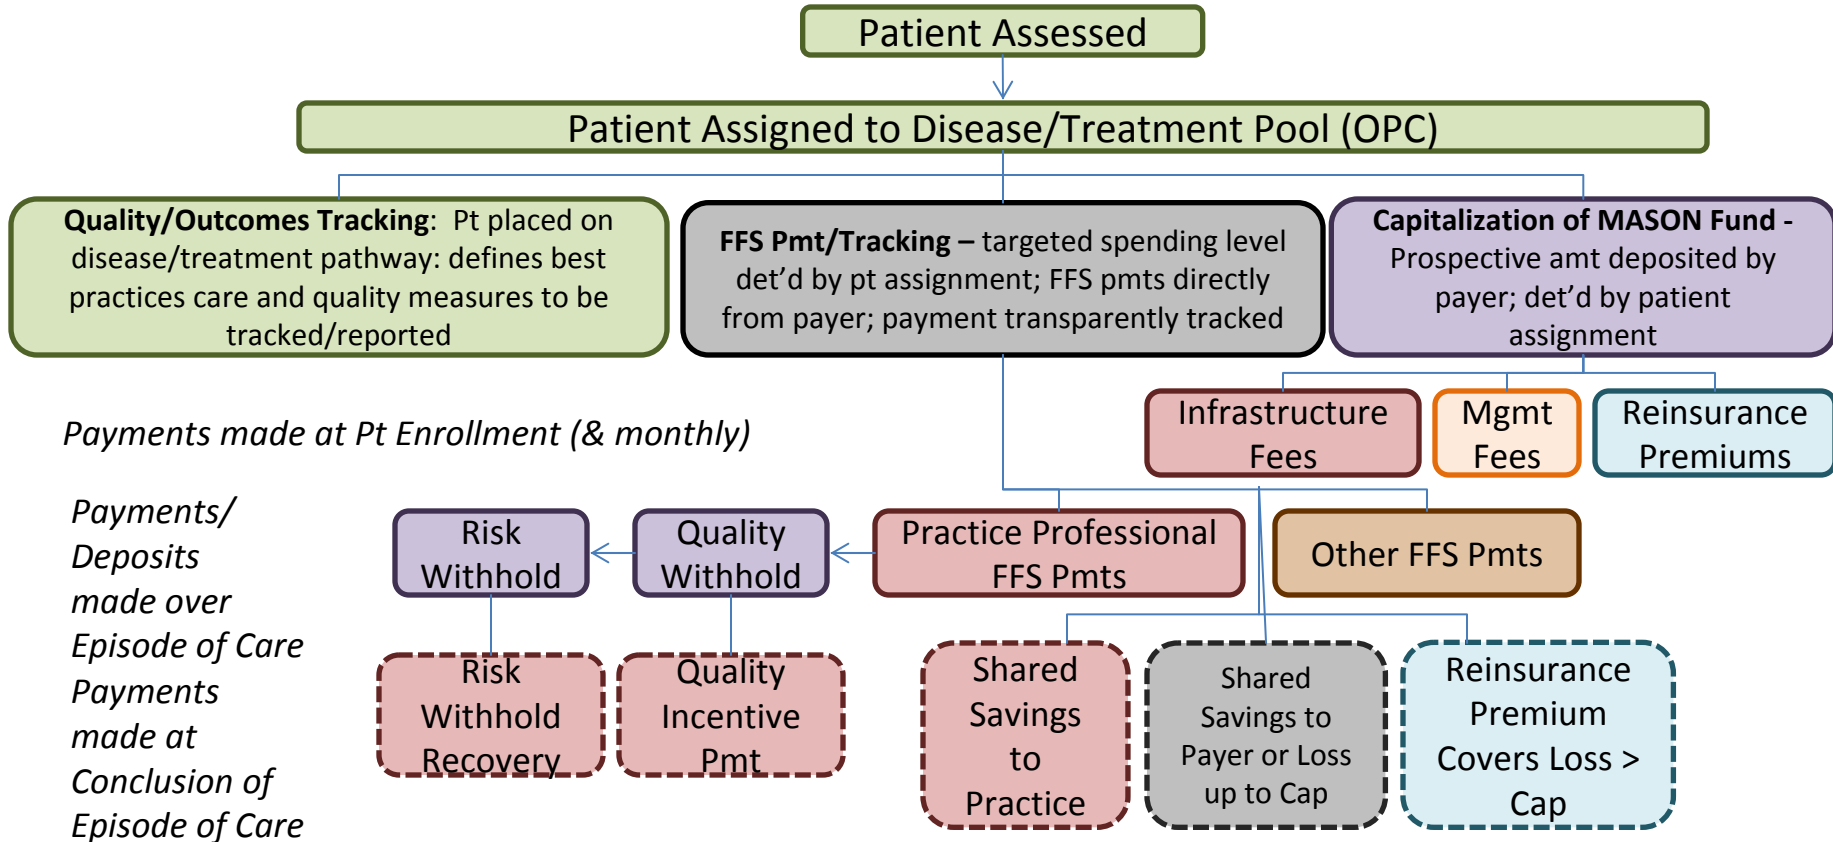 Patient Assessed
Patient Assigned to Disease/Treatment Pool (OPC)
Quality/Outcomes Tracking:  Pt placed on
disease/treatment pathway: defines best
practices care and quality measures to be
tracked/reported
FFS Pmt/Tracking – targeted spending level
det'd by pt assignment; FFS pmts directly
from payer; payment transparently tracked
Capitalization of MASON Fund -
Prospective amt deposited by
payer; det'd by patient
assignment
Payments made at Pt Enrollment (& monthly)
Infrastructure
Fees
Mgmt
Fees
Reinsurance
Premiums
Payments/
Deposits
made over
Episode of Care
Risk
Withhold
Quality
Withhold
Practice Professional
FFS Pmts
Other FFS Pmts
Payments
made at
Conclusion of
Episode of Care
Risk
Withhold
Recovery
Quality
Incentive
Pmt
Shared
Savings
to
Practice
Shared
Savings to
Payer or Loss
up to Cap
Reinsurance
Premium
Covers Loss >
Cap